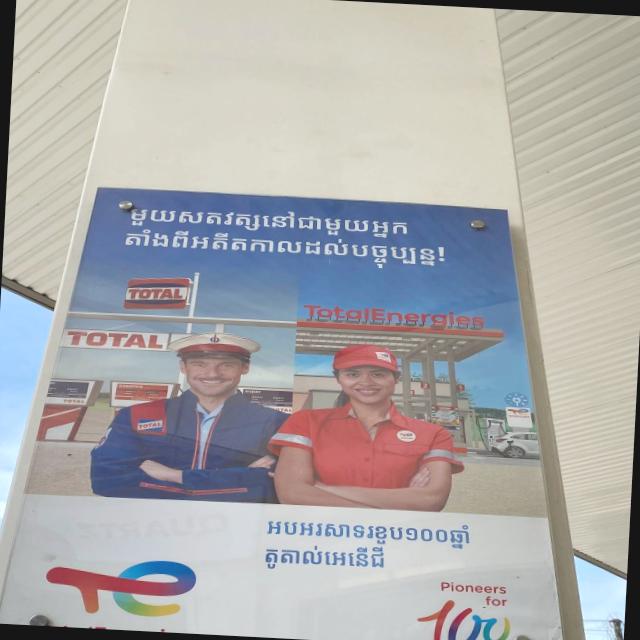 មួយសតវត្សនៅជាមួយអ្នក
តាំងពីអតីតកាលដល់បច្ចុប្បន្ន!
TOTAL
TotalEnergies
TOTAL
TOTAL
អបអរសាទរខួប១០០ឆ្នាំ
តូតាល់អេនើជី
Pioneers
for
100